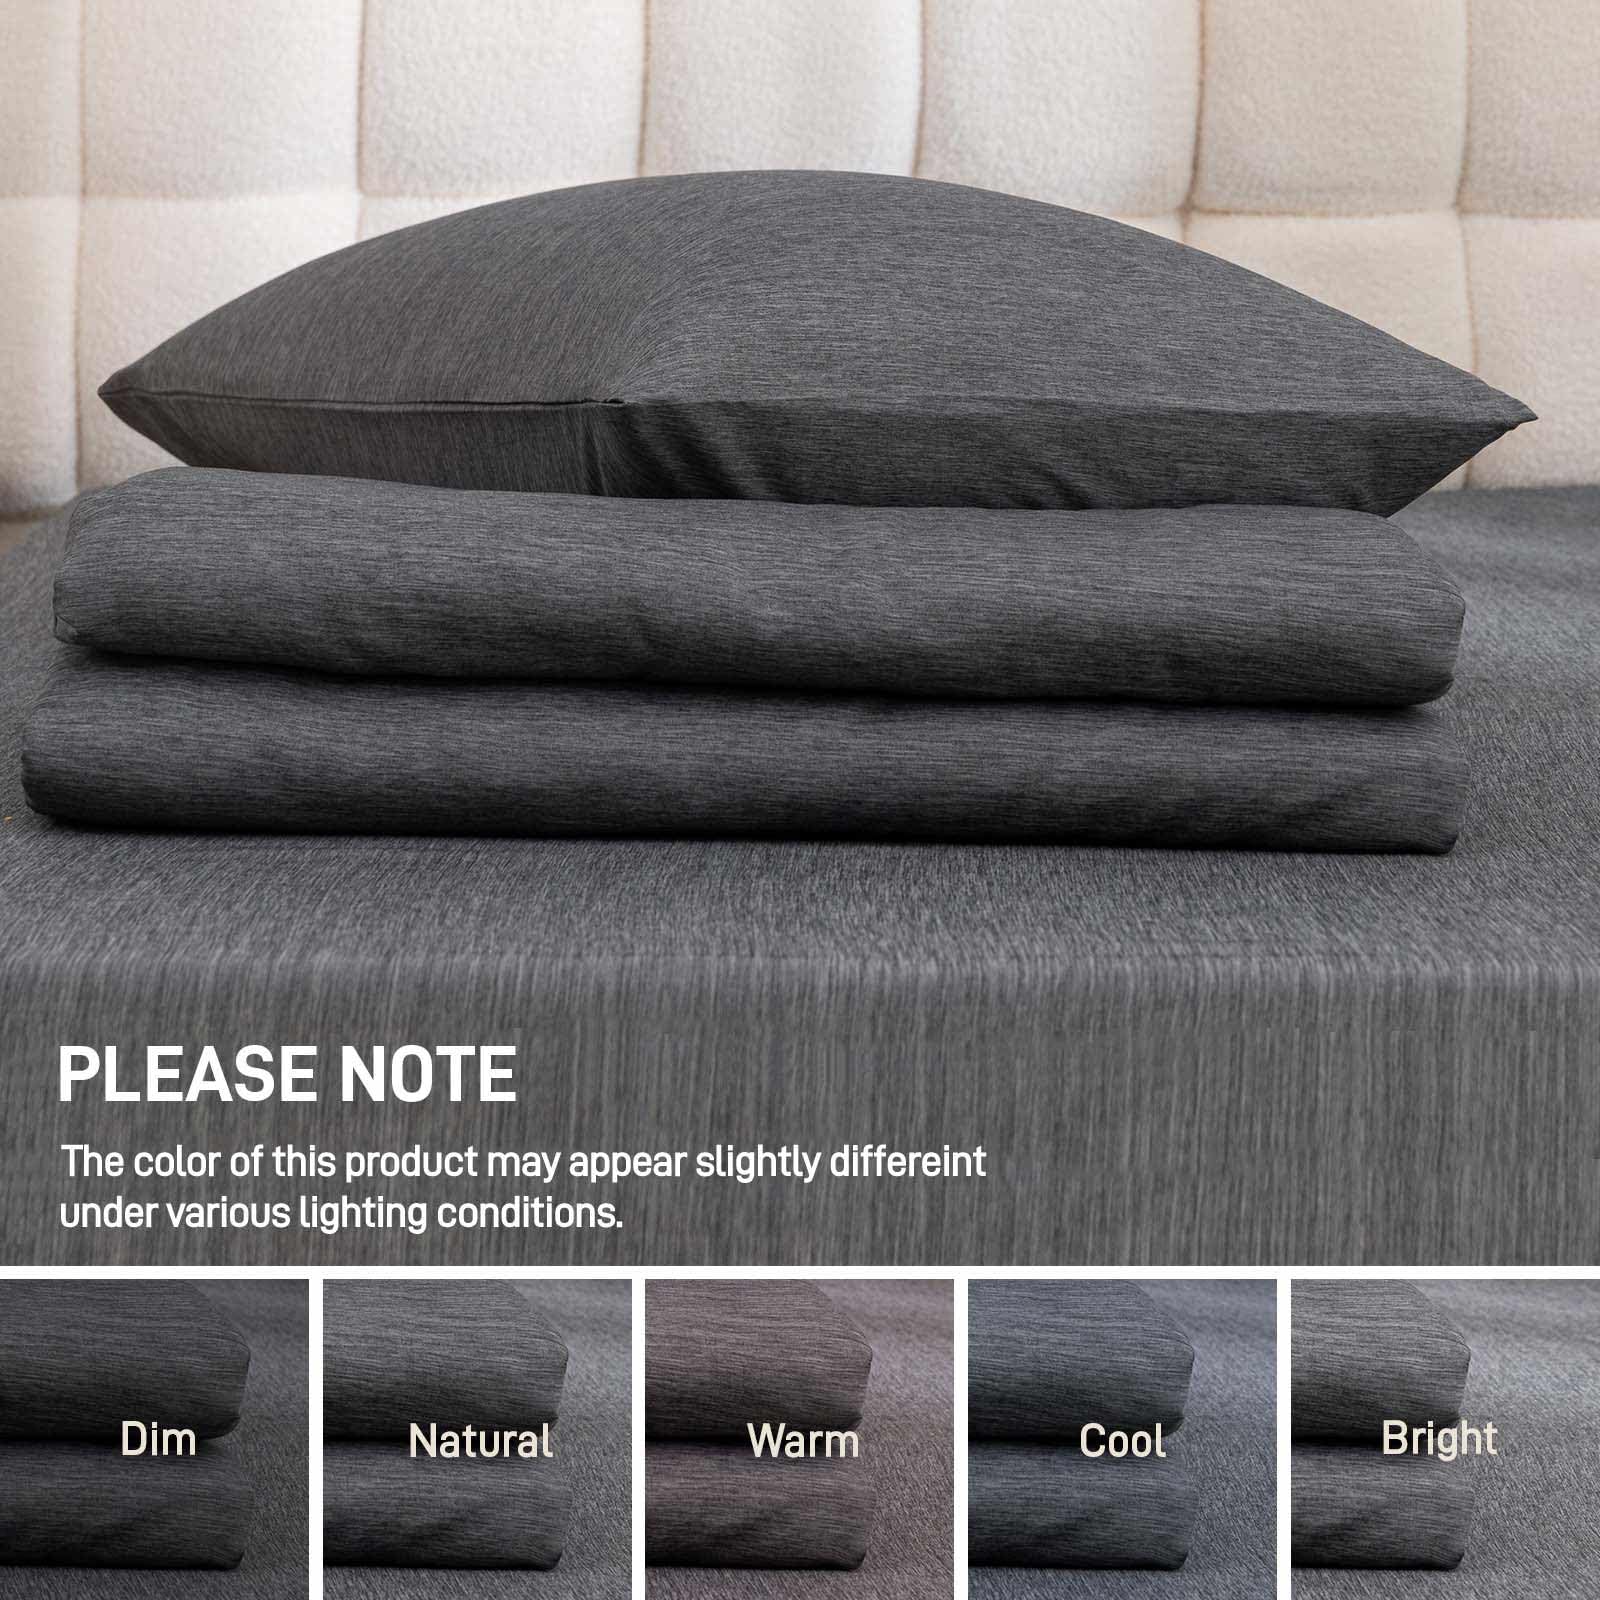 PLEASE NOTE
The color of this product may appear slightly differeint
under various lighting conditions.
Dim
Natural
Warm
Cool
Bright